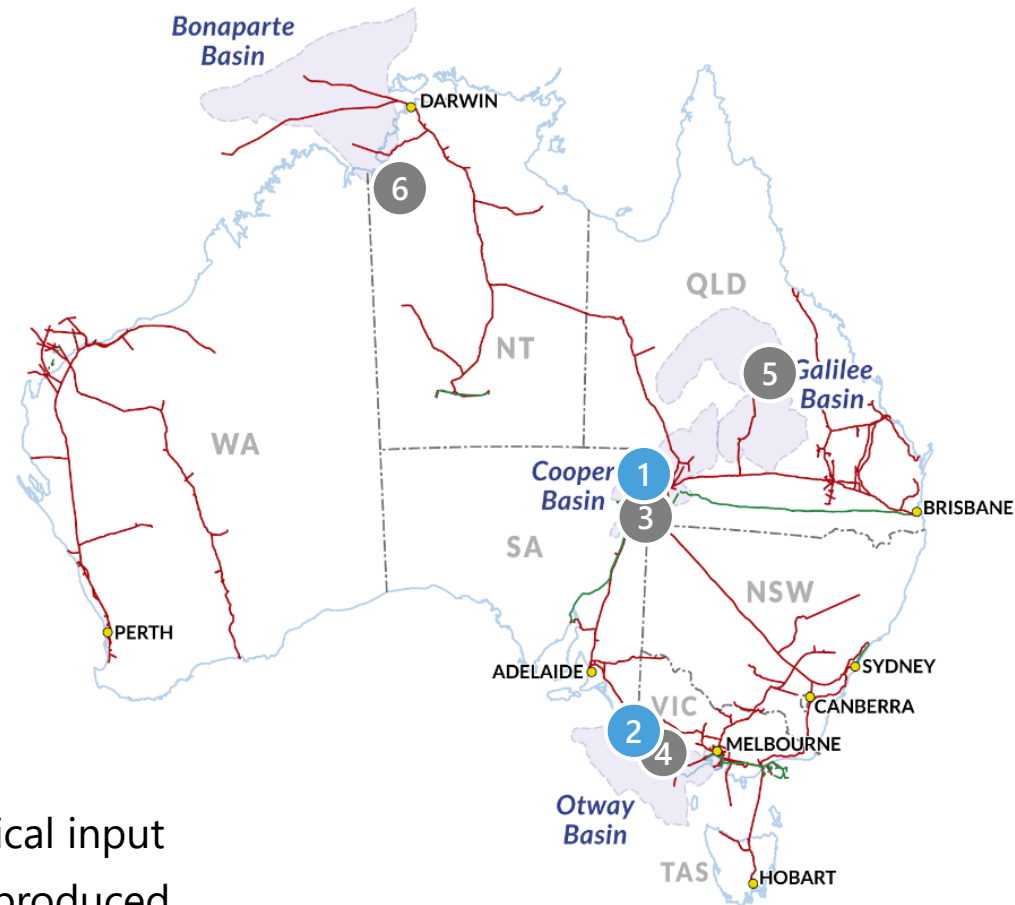 Bonaparte
Basin
DARWIN
6
QLD
NT
5
Galilee
Basin
WA
Cooper
Basin
1
3
BRISBANE
SA
NSW
PERTH
ADELAIDE
SYDNEY
VIC
CANBERRA
2
4
MELBOURNE
Otway
Basin
ical input
TAS
HOBART
produced